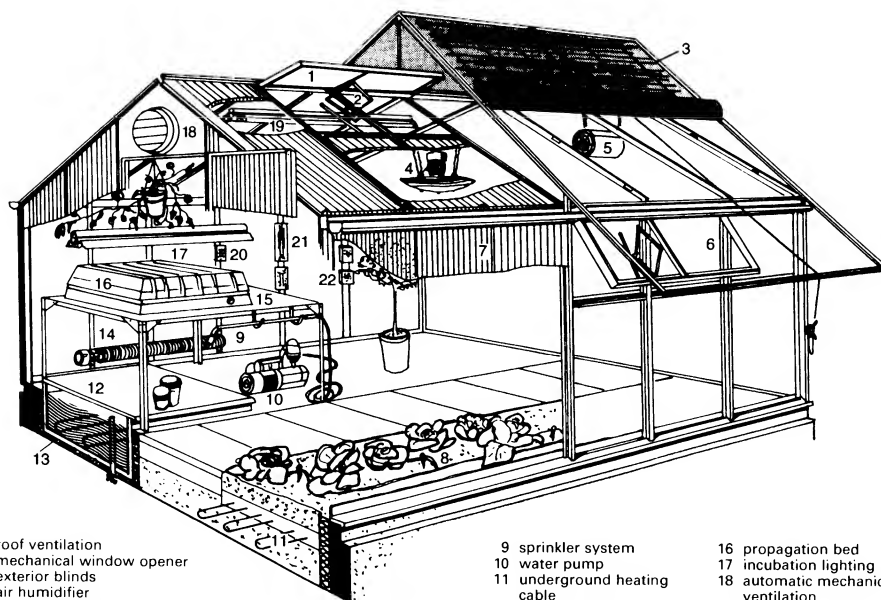 1
2
3
4
5
6
7
8
9
10
11
12
13
14
15
16
17
18
19
20
21
22
oof ventilation
mechanical window opener
exterior blinds
air humidifier
9 sprinkler system
10 water pump
11 underground heating
cable
16 propagation bed
17 incubation lighting
18 automatic mechanic
ventilation